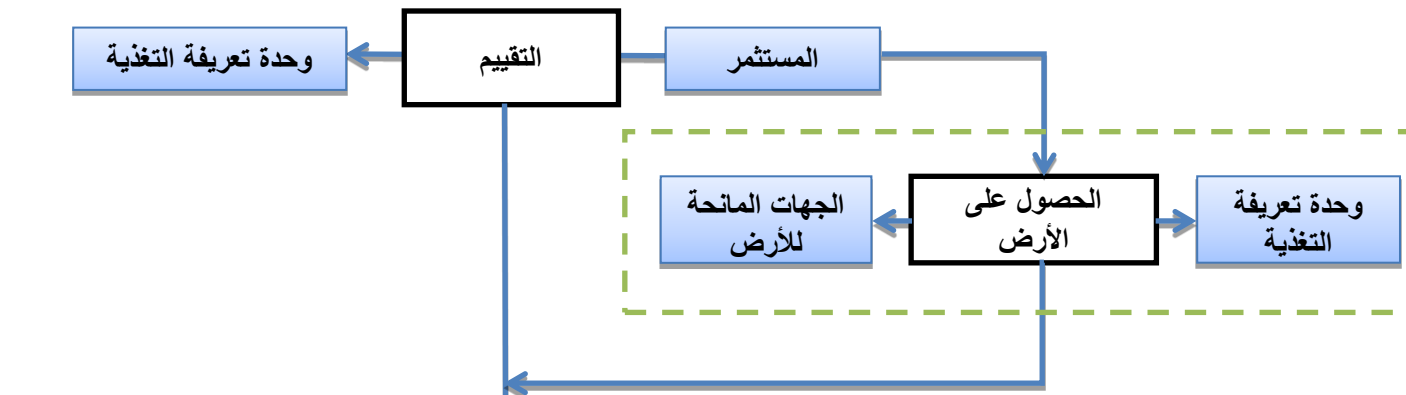 المستثمر
التقييم
وحدة تعريفة التغذية
وحدة تعريفة
التغذية
الحصول على
الأرض
الجهات المانحة
للأرض